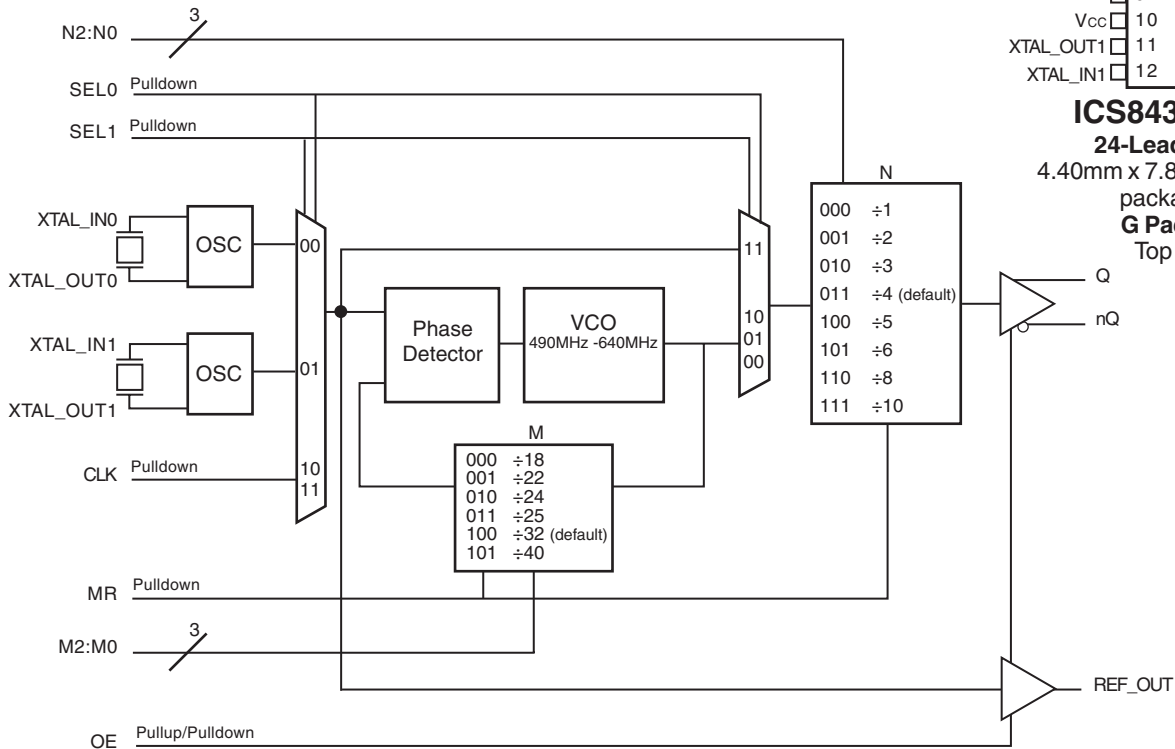 3
N2:N0
SEL0 Pulldown
SEL1 Pulldown
VCC 10
XTAL_OUT1 11
XTAL_IN1 12
ICS843
24-Lead
4.40mm x 7.8
packa
G Pac
Top
XTAL_IN0
OSC
XTAL_OUT0
XTAL_IN1
OSC
XTAL_OUT1
CLK Pulldown
00
01
10
11
Phase
Detector
VCO
490MHz -640MHz
11
10
01
00
M
000 ÷18
001 ÷22
010 ÷24
011 ÷25
100 ÷32 (default)
101 ÷40
N
000 ÷1
001 ÷2
010 ÷3
011 ÷4 (default)
100 ÷5
101 ÷6
110 ÷8
111 ÷10
Q
nQ
MR Pulldown
3
M2:M0
REF_OUT
OE Pullup/Pulldown